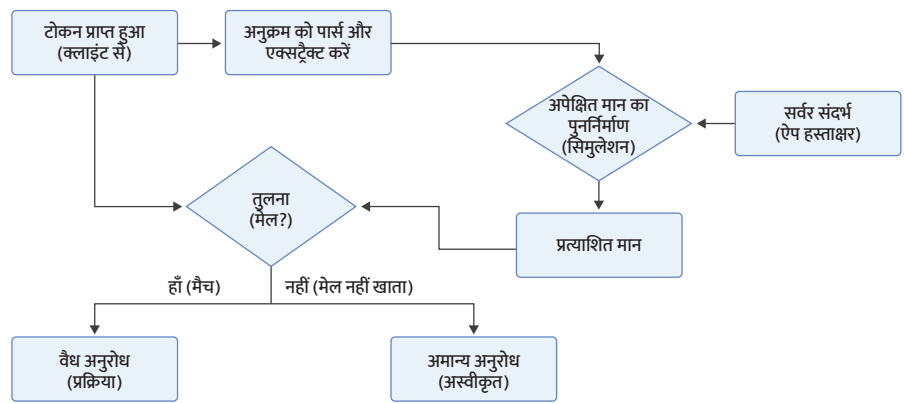 टोकन प्राप्त हुआ
(क्लाइंट से)
अनुक्रम को पार्स और
एक्सट्रैक्ट करें
अपेक्षित मान का
पुनर्निर्माण
(सिमुलेशन)
सर्वर संदर्भ
(ऐप हस्ताक्षर)
तुलना
(मेल?)
प्रत्याशित मान
हाँ (मैच)
नहीं (मेल नहीं खाता)
वैध अनुरोध
(प्रक्रिया)
अमान्य अनुरोध
(अस्वीकृत)